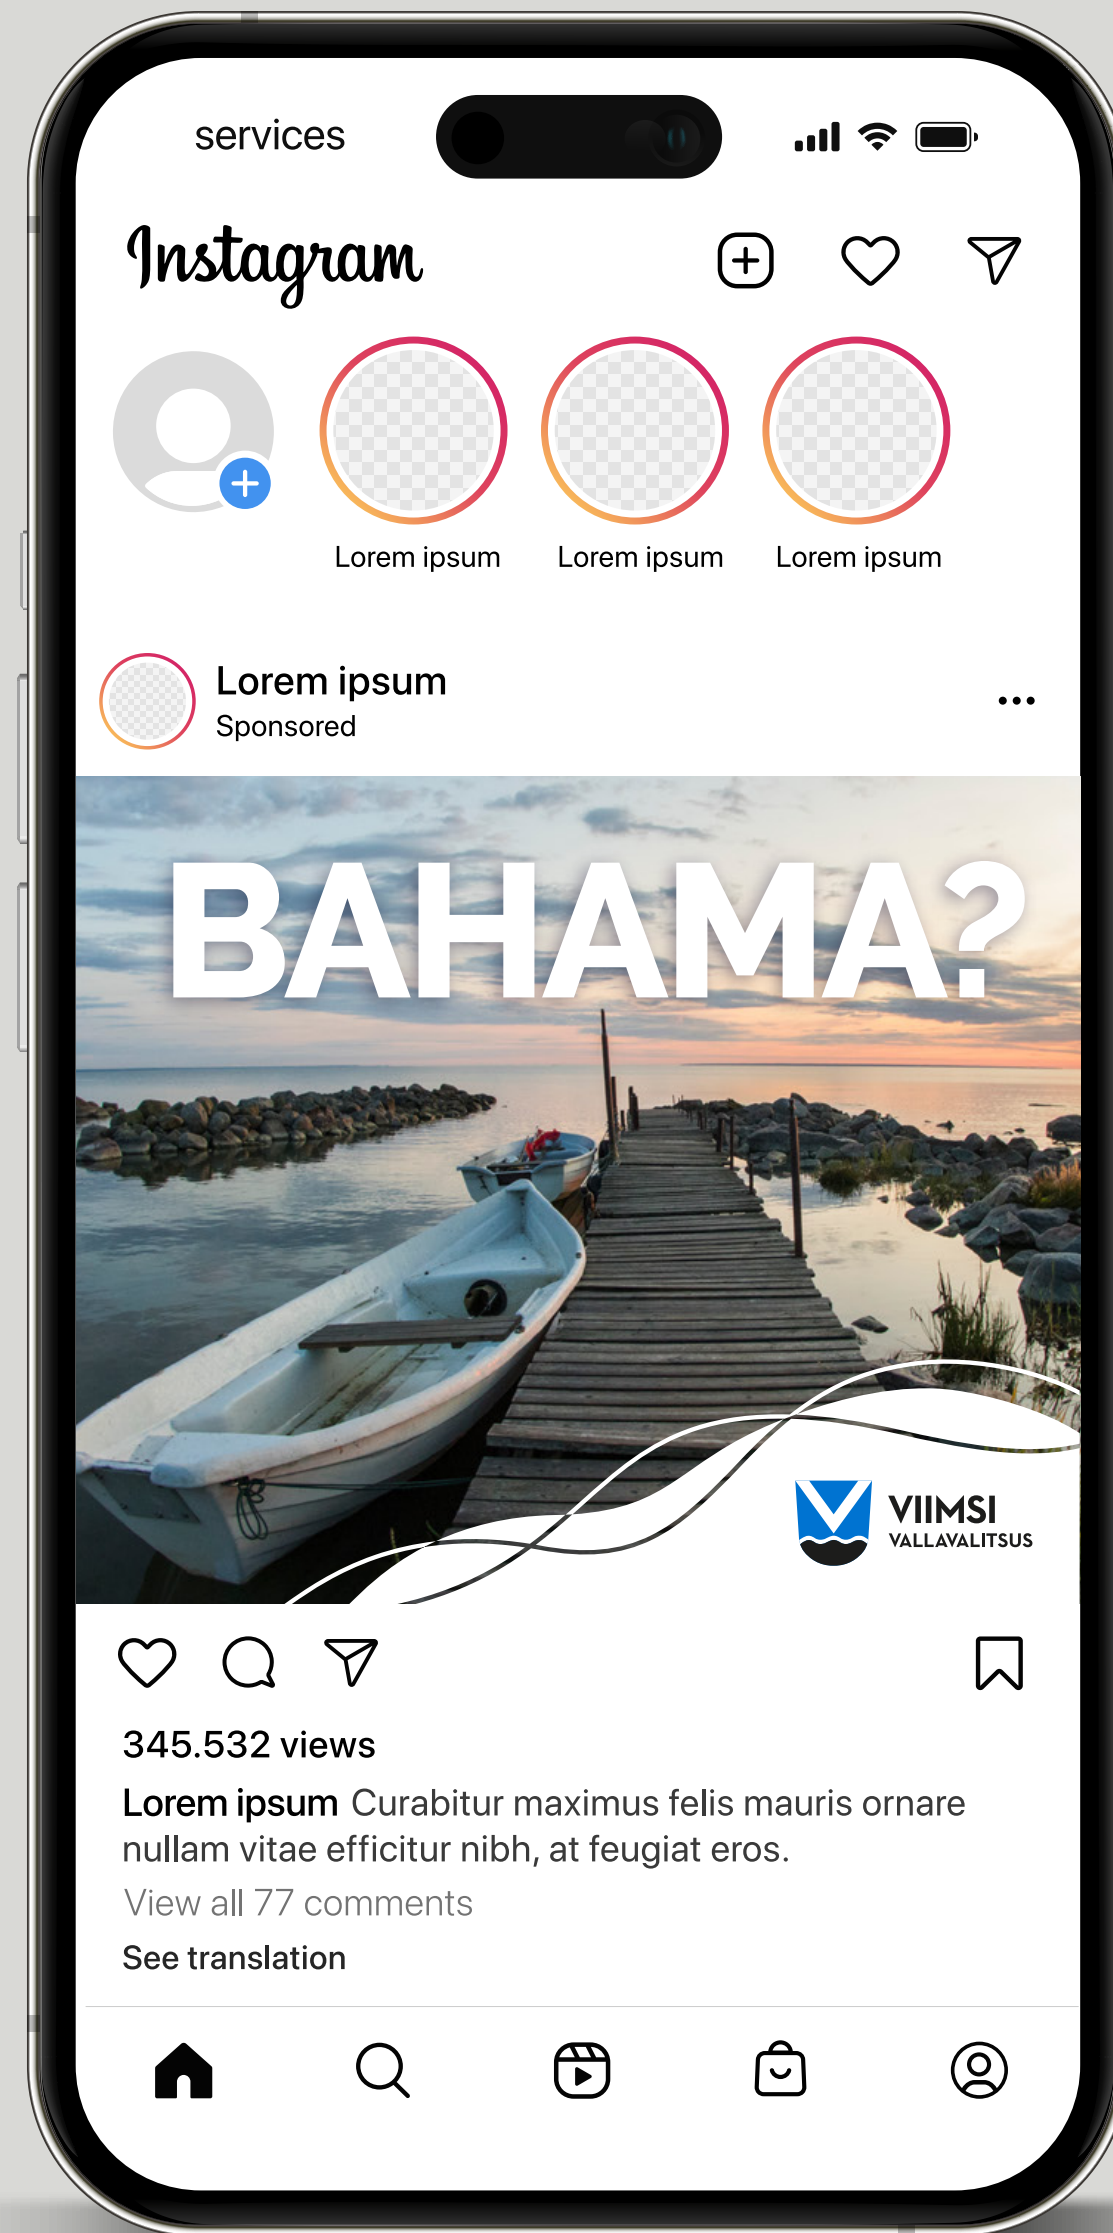 services
Instagram
Lorem ipsum
Lorem ipsum
Lorem ipsum
Lorem ipsum
Sponsored
BAHAMA?
VIIMSI
VALLAVALITSUS
345.532 views
Lorem ipsum Curabitur maximus felis mauris ornare
nullam vitae efficitur nibh, at feugiat eros.
View all 77 comments
See translation